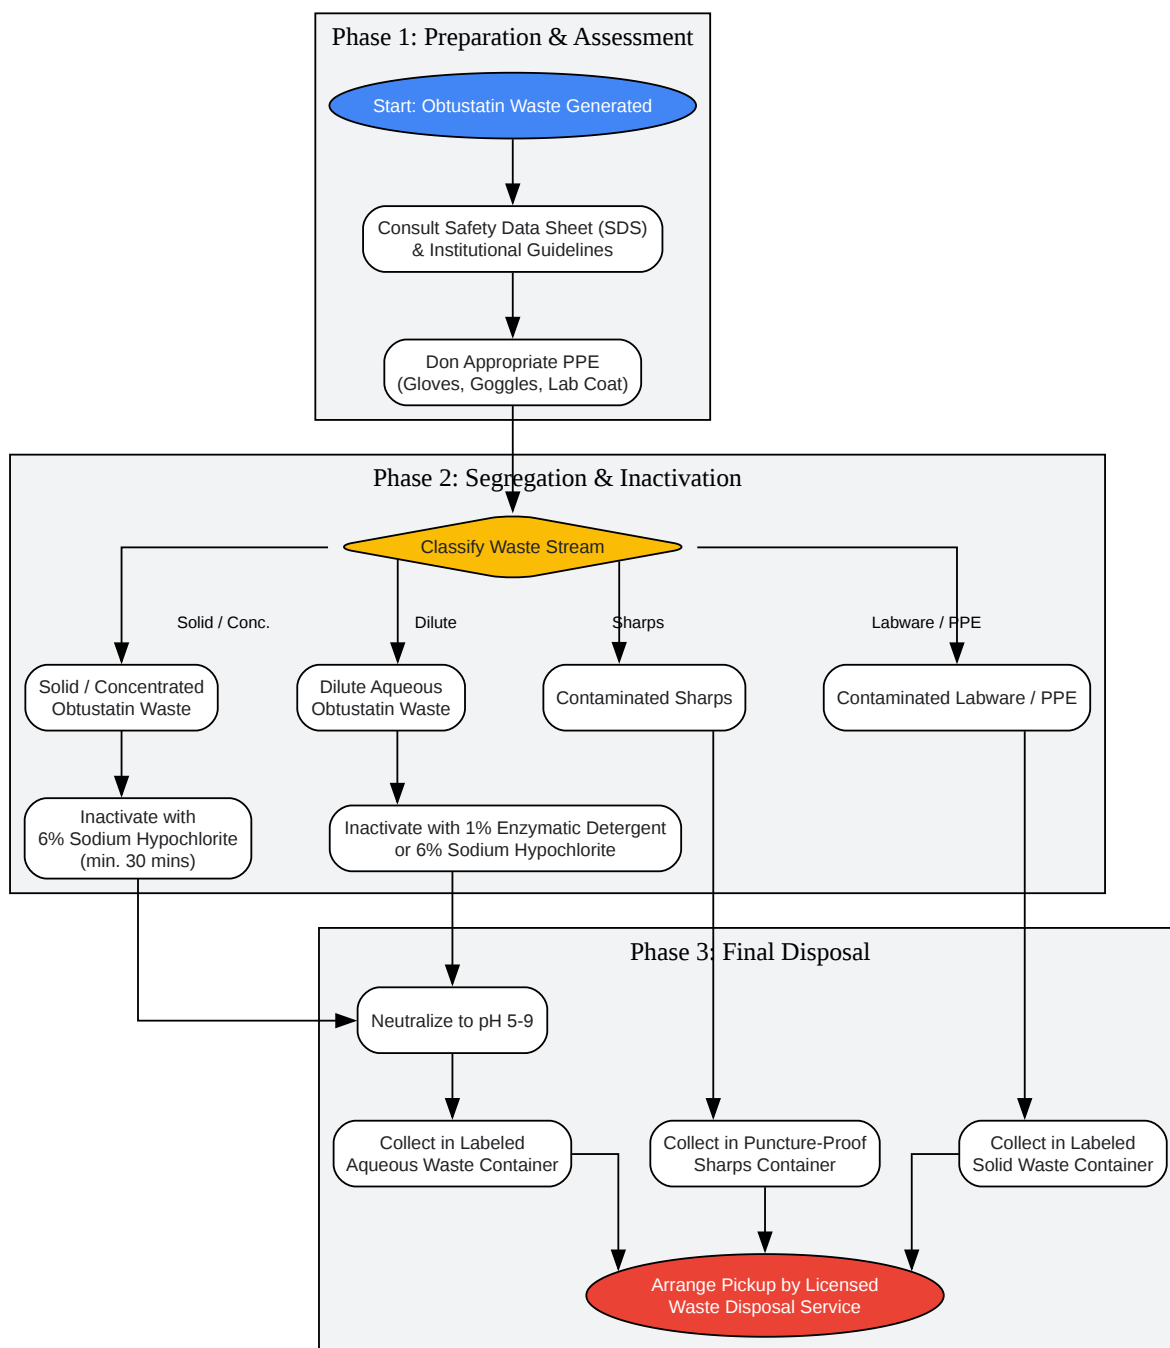 Phase 1: Preparation & Assessment
Start: Obtustatin Waste Generated
Consult Safety Data Sheet (SDS)
& Institutional Guidelines
Don Appropriate PPE
(Gloves, Goggles, Lab Coat)
Phase 2: Segregation & Inactivation
Classify Waste Stream
Solid / Conc.
Dilute
Sharps
Labware / PPE
Solid / Concentrated
Obtustatin Waste
Dilute Aqueous
Obtustatin Waste
Contaminated Sharps
Contaminated Labware / PPE
Inactivate with
6% Sodium Hypochlorite
(min. 30 mins)
Inactivate with 1% Enzymatic Detergent
or 6% Sodium Hypochlorite
Phase 3: Final Disposal
Neutralize to pH 5-9
Collect in Labeled
Aqueous Waste Container
Collect in Puncture-Proof
Sharps Container
Collect in Labeled
Solid Waste Container
Arrange Pickup by Licensed
Waste Disposal Service